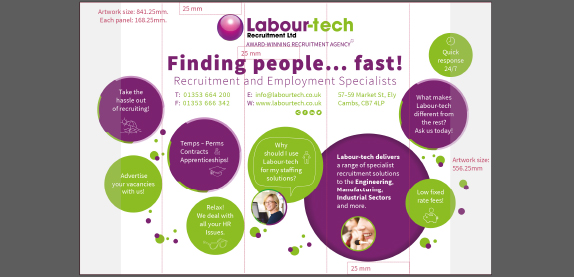 Artwork size: 841.25mm.
Each panel: 168.25mm.
25 mm
Labour-tech
Recruitment Ltd
AWARD-WINNING RECRUITMENT AGENCY
25 mm
Finding people... fast!
Recruitment and Employment Specialists
T: 01353 664 200
F: 01353 666 342
E: info@labourtech.co.uk
W: www.labourtech.co.uk
57-59 Market St, Ely
Cambs, CB7 4LP
Quick
response
24/7
Take the
hassle out
of recruiting!
What makes
Labour-tech
different from
the rest?
Ask us today!
Temps – Perms
Contracts &
Apprenticeships!
Why
should I use
Labour-tech
for my staffing
solutions?
Labour-tech delivers
a range of specialist
recruitment solutions
to the Engineering,
Manufacturing,
Industrial Sectors
and more.
Artwork size:
556.25mm
Advertise
your vacancies
with us!
Low fixed
rate fees!
Relax!
We deal with
all your HR
Issues
25 mm